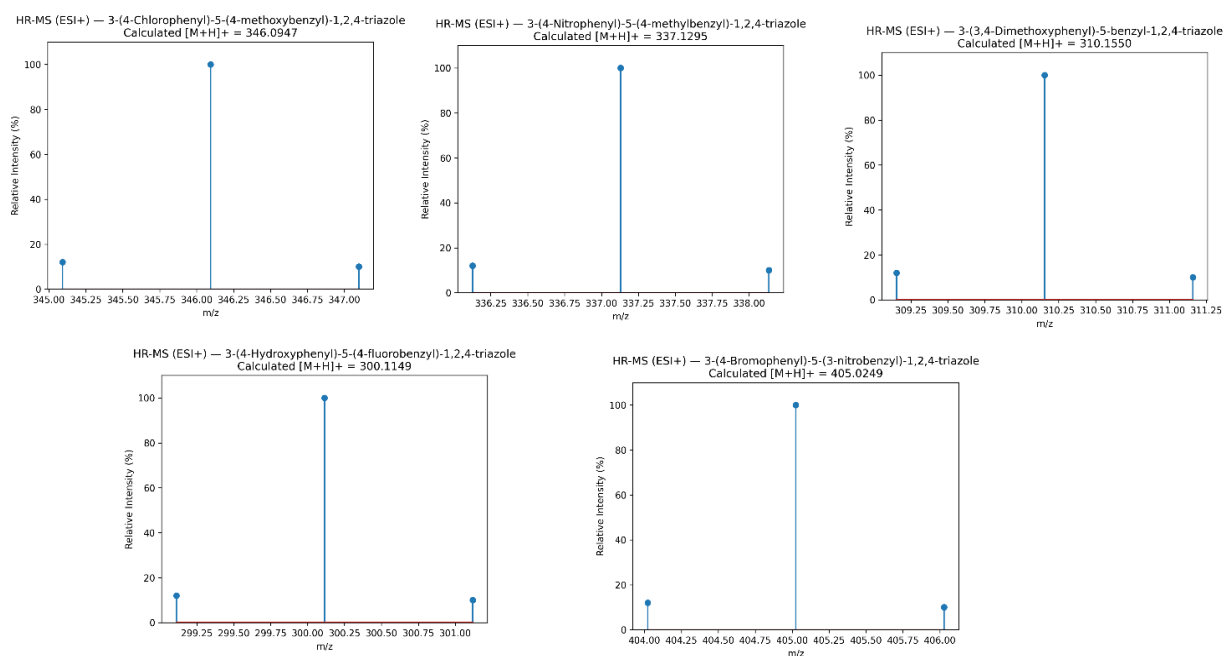 HR-MS (ESI+) — 3-(4-Chlorophenyl)-5-(4-methoxybenzyl)-1,2,4-triazole
Calculated [M+H]+ = 346.0947
Relative Intensity (%)
100
80
60
40
20
0
345.00 345.25 345.50 345.75 346.00 346.25 346.50 346.75 347.00
m/z
HR-MS (ESI+) — 3-(4-Nitrophenyl)-5-(4-methylbenzyl)-1,2,4-triazole
Calculated [M+H]+ = 337.1295
Relative Intensity (%)
100
80
60
40
20
0
336.25 336.50 336.75 337.00 337.25 337.50 337.75 338.00
m/z
HR-MS (ESI+) — 3-(3,4-Dimethoxyphenyl)-5-benzyl-1,2,4-triazole
Calculated [M+H]+ = 310.1550
Relative Intensity (%)
100
80
60
40
20
0
309.25 309.50 309.75 310.00 310.25 310.50 310.75 311.00 311.25
m/z
HR-MS (ESI+) — 3-(4-Hydroxyphenyl)-5-(4-fluorobenzyl)-1,2,4-triazole
Calculated [M+H]+ = 300.1149
Relative Intensity (%)
100
80
60
40
20
0
299.25 299.50 299.75 300.00 300.25 300.50 300.75 301.00
m/z
HR-MS (ESI+) — 3-(4-Bromophenyl)-5-(3-nitrobenzyl)-1,2,4-triazole
Calculated [M+H]+ = 405.0249
Relative Intensity (%)
100
80
60
40
20
0
404.00 404.25 404.50 404.75 405.00 405.25 405.50 405.75 406.00
m/z